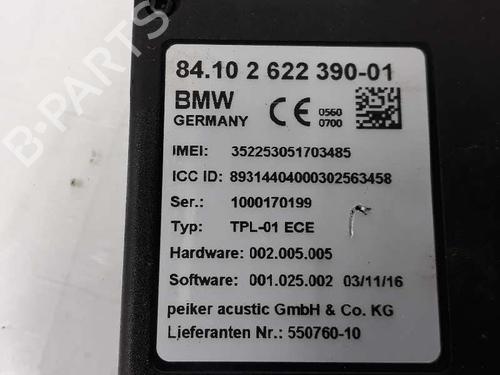 84.10 2 622 390-01
BMW
GERMANY
CE 0560
0700
IMEI: 352253051703485
ICC ID: 89314404000302563458
Ser.: 1000170199
Typ: TPL-01 ECE
Hardware: 002.005.005
Software: 001.025.002 03/11/16
peiker acustic GmbH & Co. KG
Lieferanten Nr.: 550760-10
B-PARTS